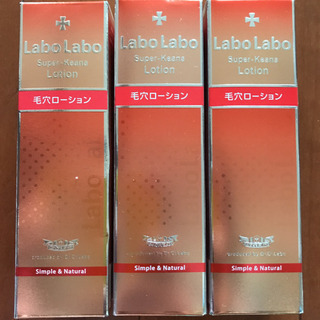 Labo Labo
Super-Keana
Lotion
毛穴ローション
Simple & Natural
Labo Labo
Super-Keana
Lotion
毛穴ローション
Simple & Natural
Labo Labo
Super-Keana
Lotion
毛穴ローション
Simple & Natural